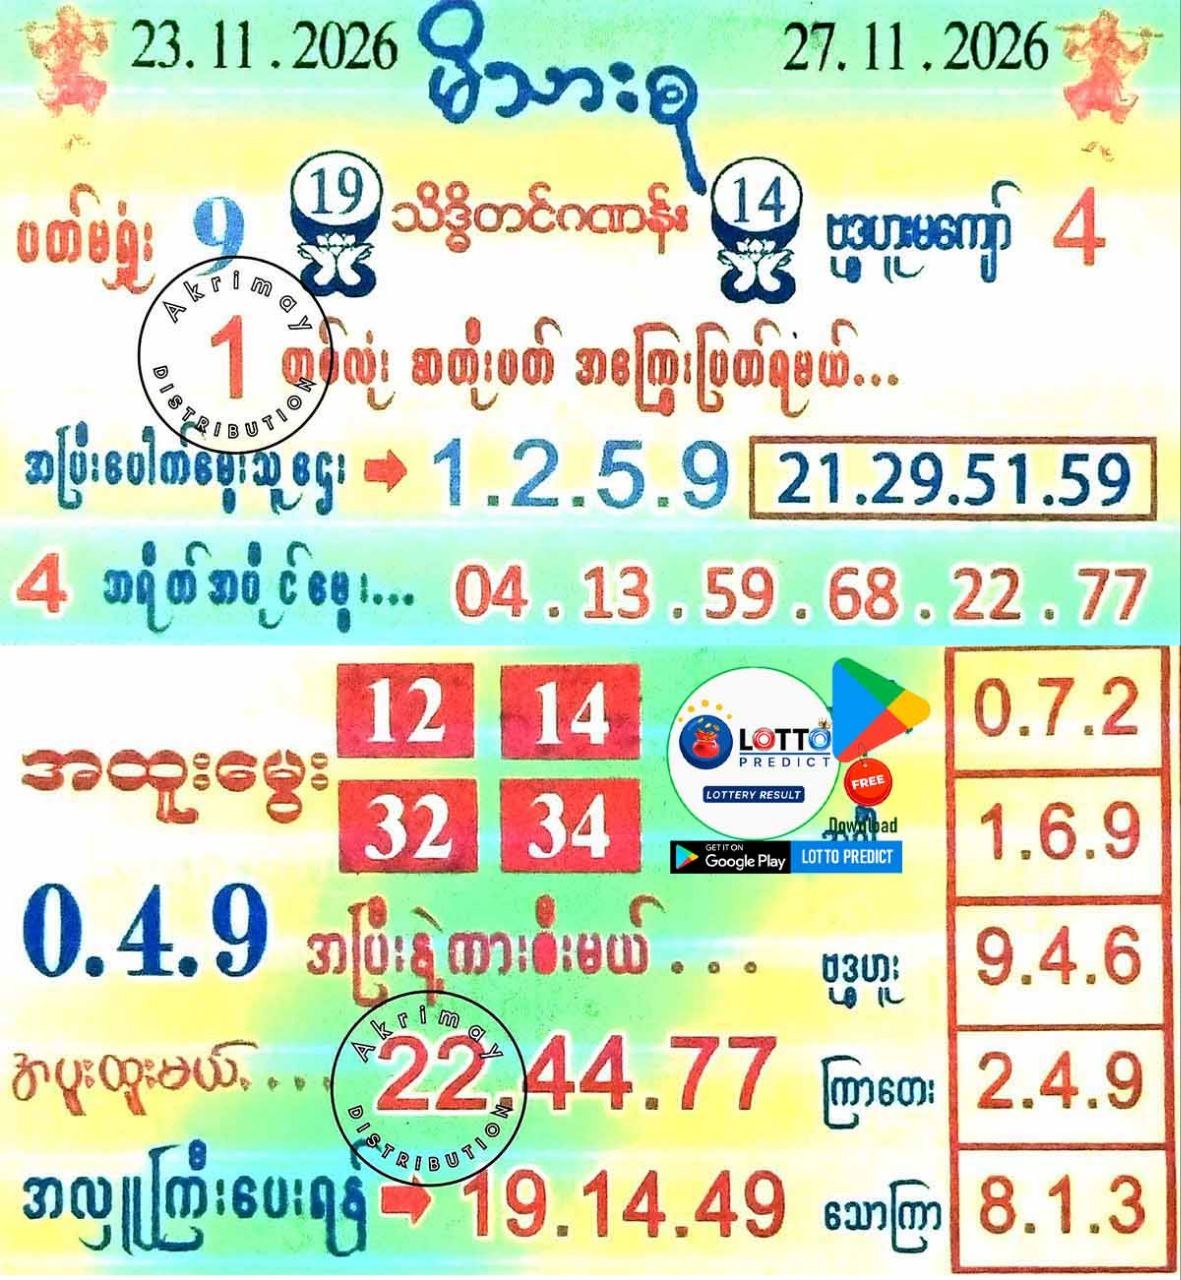 23.11.2026 မိသားစု 27.11.2026
ပတ်မရှုံး 9 19 သိဒ္ဓိတင်ဂဏန်း 14 ဗုဒ္ဓဟူးမကျော် 4
Akrimay DISTRIBUTION
1 တစ်လုံး ဆတိုးပတ် အကြွေးပြတ်ရမယ်...
အပြီးပေါက်မွေးသူဌေး 1.2.5.9 21.29.51.59
4 အရိတ်အပိုင်မွေး... 04.13.59.68.22.77
အထူးမွေး 12 14
32 34
LOTTO
PREDICT
LOTTERY RESULT
FREE
Download
GET IT ON
Google Play LOTTO PREDICT
0.7.2
1.6.9
0.4.9 အပြီးနဲ့ကားစီးမယ်... ဗုဒ္ဓဟူး 9.4.6
အပူးထူးမယ်.... 22.44.77 ကြာတေး 2.4.9
Akrimay DISTRIBUTION
အလှူကြီးပေးရန် 19.14.49 သောကြာ 8.1.3